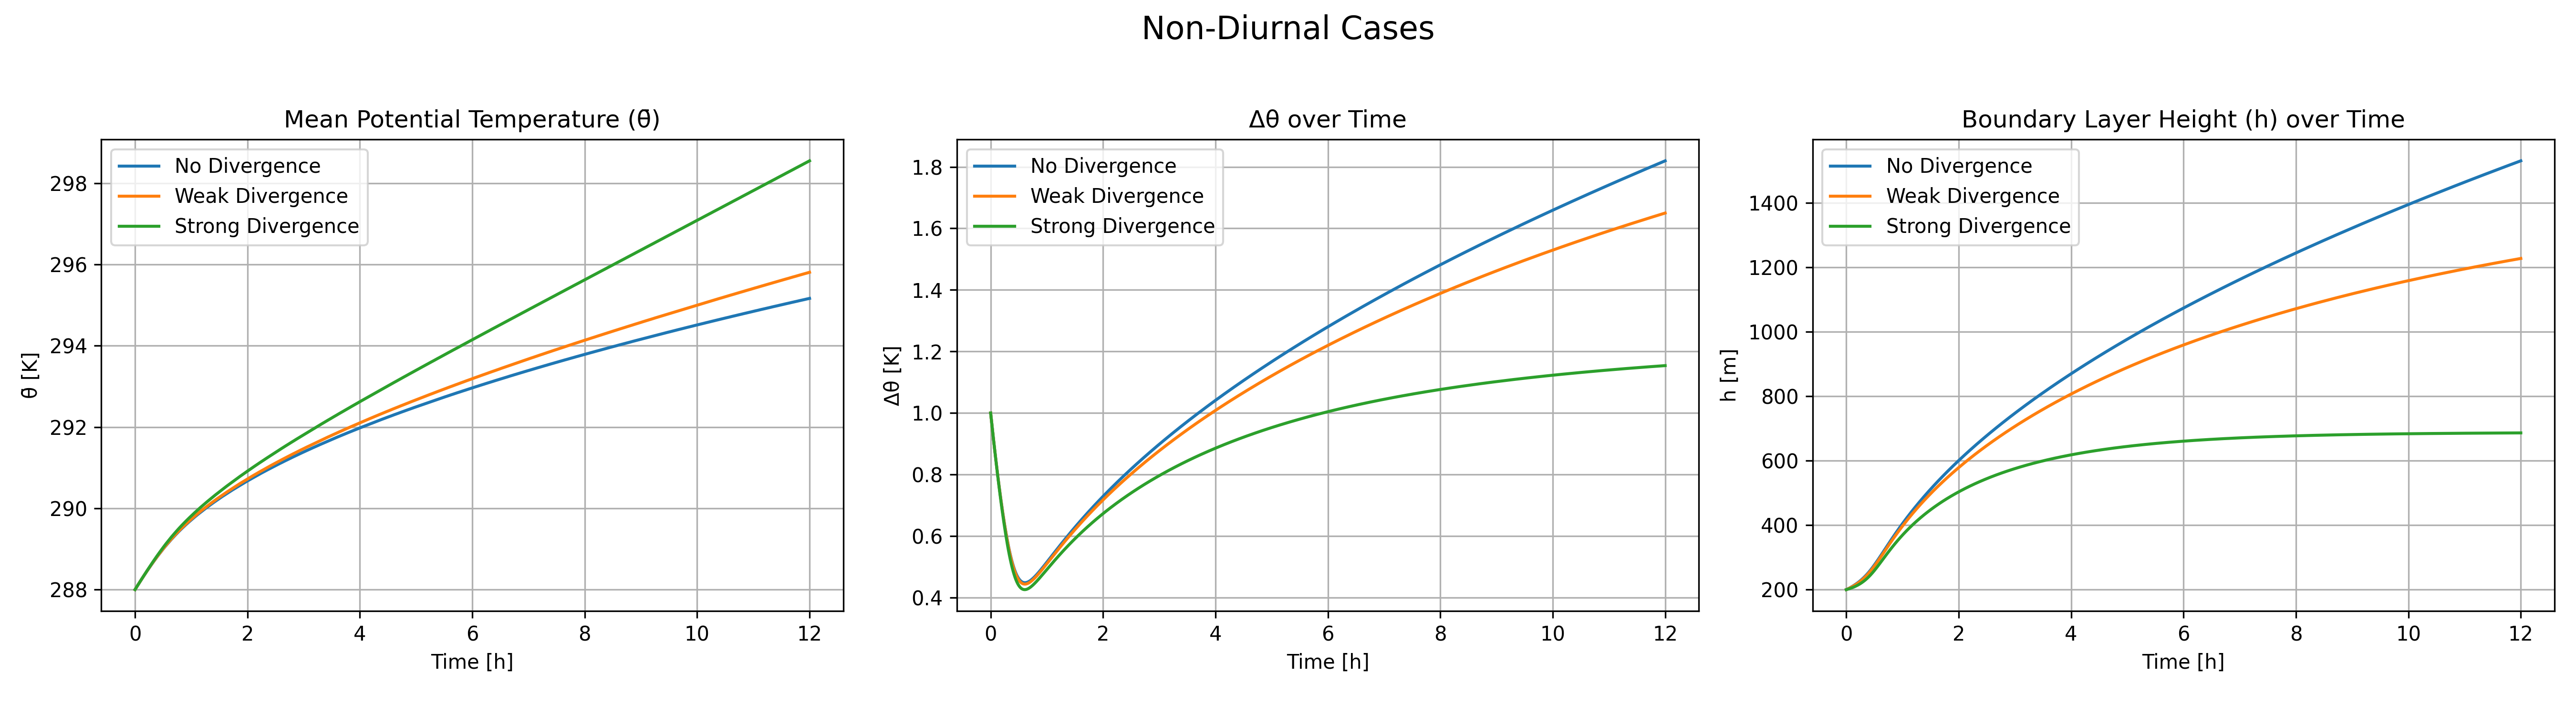 Non-Diurnal Cases
Mean Potential Temperature (θ̄)
No Divergence
Weak Divergence
Strong Divergence
298
296
294
292
290
288
θ̄ [K]
0 2 4 6 8 10 12
Time [h]
Δθ over Time
No Divergence
Weak Divergence
Strong Divergence
1.8
1.6
1.4
1.2
1.0
0.8
0.6
0.4
Δθ [K]
0 2 4 6 8 10 12
Time [h]
Boundary Layer Height (h) over Time
No Divergence
Weak Divergence
Strong Divergence
1400
1200
1000
800
600
400
200
h [m]
0 2 4 6 8 10 12
Time [h]